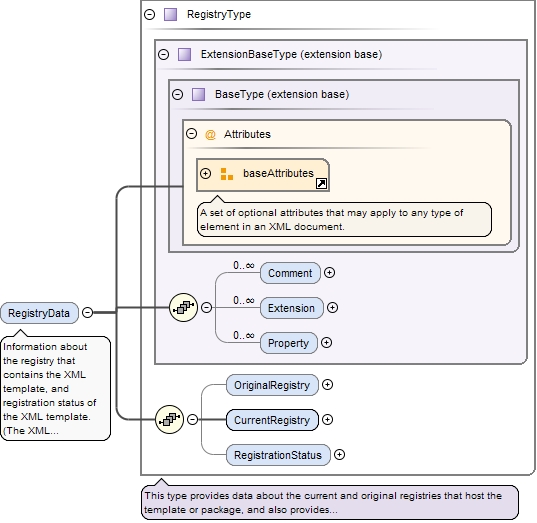 RegistryType
ExtensionBaseType (extension base)
BaseType (extension base)
@ Attributes
baseAttributes
A set of optional attributes that may apply to any type of
element in an XML document.
0..∞
Comment
0..∞
Extension
0..∞
Property
RegistryData
Information about
the registry that
contains the XML
template, and
registration status of
the XML template.
(The XML...
OriginalRegistry
CurrentRegistry
RegistrationStatus
This type provides data about the current and original registries that host the
template or package, and also provides...